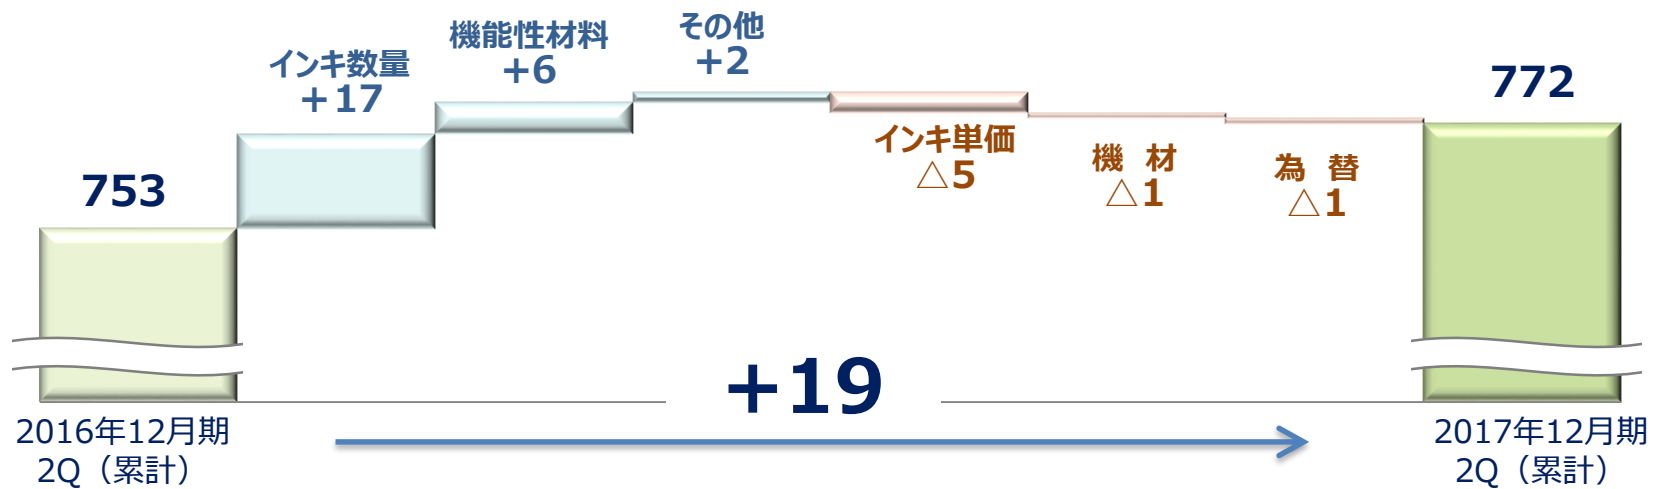 753
インキ数量
+17
機能性材料
+6
その他
+2
インキ単価
△5
機 材
△1
為 替
△1
772
+19
2016年12月期
2Q（累計）
2017年12月期
2Q（累計）